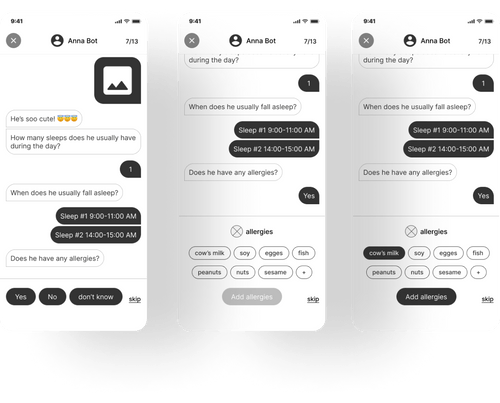 9:41
Anna Bot
7/13
He's soo cute! 😇😇😇
How many sleeps does he usually have
during the day?
1
When does he usually fall asleep?
Sleep #1 9:00-11:00 AM
Sleep #2 14:00-15:00 AM
Does he have any allergies?
Yes
No
don't know
skip
9:41
Anna Bot
7/13
during the day?
1
When does he usually fall asleep?
Sleep #1 9:00-11:00 AM
Sleep #2 14:00-15:00 AM
Does he have any allergies?
Yes
allergies
cow's milk
soy
egges
fish
peanuts
nuts
sesame
+
Add allergies
skip
9:41
Anna Bot
7/13
during the day?
1
When does he usually fall asleep?
Sleep #1 9:00-11:00 AM
Sleep #2 14:00-15:00 AM
Does he have any allergies?
Yes
allergies
cow's milk
soy
egges
fish
peanuts
nuts
sesame
+
Add allergies
skip